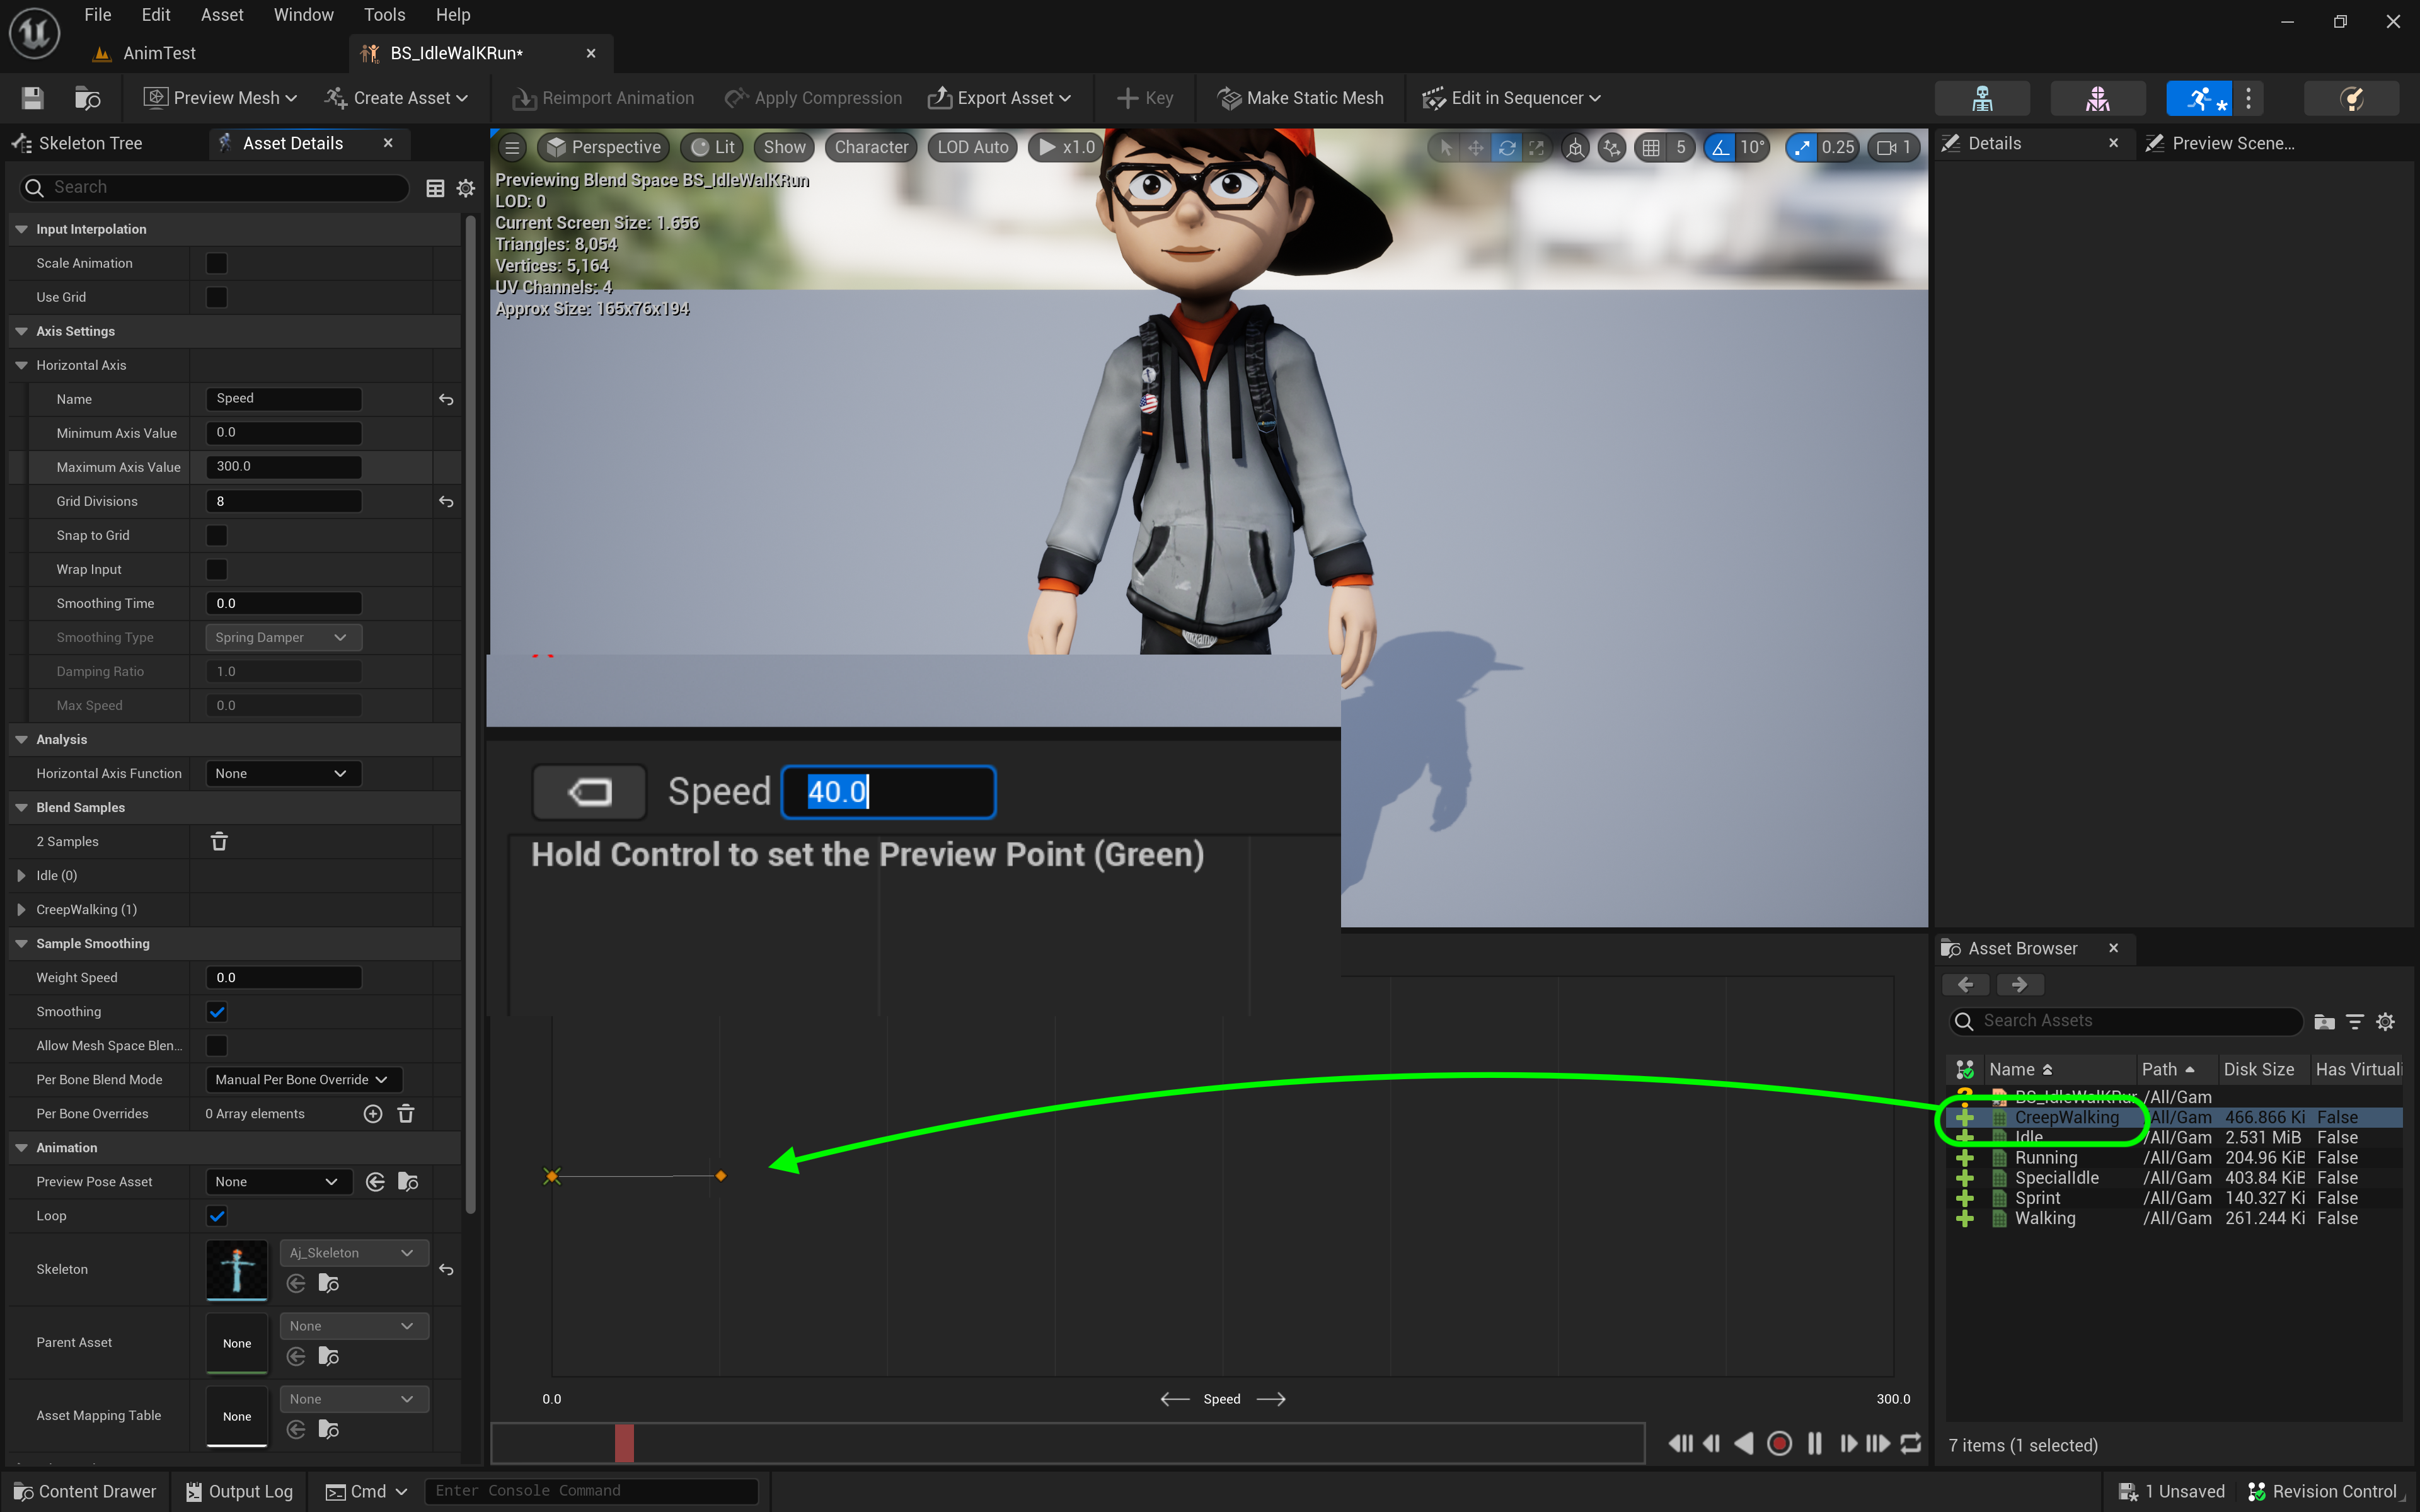 File Edit Asset Window Tools Help
AnimTest
BS_IdleWalKRun*
Preview Mesh
Create Asset
Reimport Animation
Apply Compression
Export Asset
Key
Make Static Mesh
Edit in Sequencer
Skeleton Tree
Asset Details
Search
Input Interpolation
Scale Animation
Use Grid
Axis Settings
Horizontal Axis
Name Speed
Minimum Axis Value 0.0
Maximum Axis Value 300.0
Grid Divisions 8
Snap to Grid
Wrap Input
Smoothing Time 0.0
Smoothing Type Spring Damper
Damping Ratio 1.0
Max Speed 0.0
Analysis
Horizontal Axis Function None
Blend Samples
2 Samples
Idle (0)
CreepWalking (1)
Sample Smoothing
Weight Speed 0.0
Smoothing
Allow Mesh Space Blen...
Per Bone Blend Mode Manual Per Bone Override
Per Bone Overrides 0 Array elements
Animation
Preview Pose Asset None
Loop
Skeleton Aj_Skeleton
Parent Asset None None
Asset Mapping Table None None
Perspective Lit Show Character LOD Auto x1.0
5 10° 0.25 1
Previewing Blend Space BS_IdleWalKRun
LOD: 0
Current Screen Size: 1.656
Triangles: 8,054
Vertices: 5,164
UV Channels: 4
Approx Size: 165x76x194
mixamo
Speed 40.0
Hold Control to set the Preview Point (Green)
0.0 Speed 300.0
Details
Preview Scene...
Asset Browser
Search Assets
Name Path Disk Size Has Virtuali
BS_IdleWalKRur /All/Gam
CreepWalking /All/Gam 466.866 Ki False
Idle /All/Gam 2.531 MiB False
Running /All/Gam 204.96 KiB False
SpecialIdle /All/Gam 403.84 KiB False
Sprint /All/Gam 140.327 Ki False
Walking /All/Gam 261.244 Ki False
7 items (1 selected)
Content Drawer
Output Log
Cmd
Enter Console Command
1 Unsaved
Revision Control